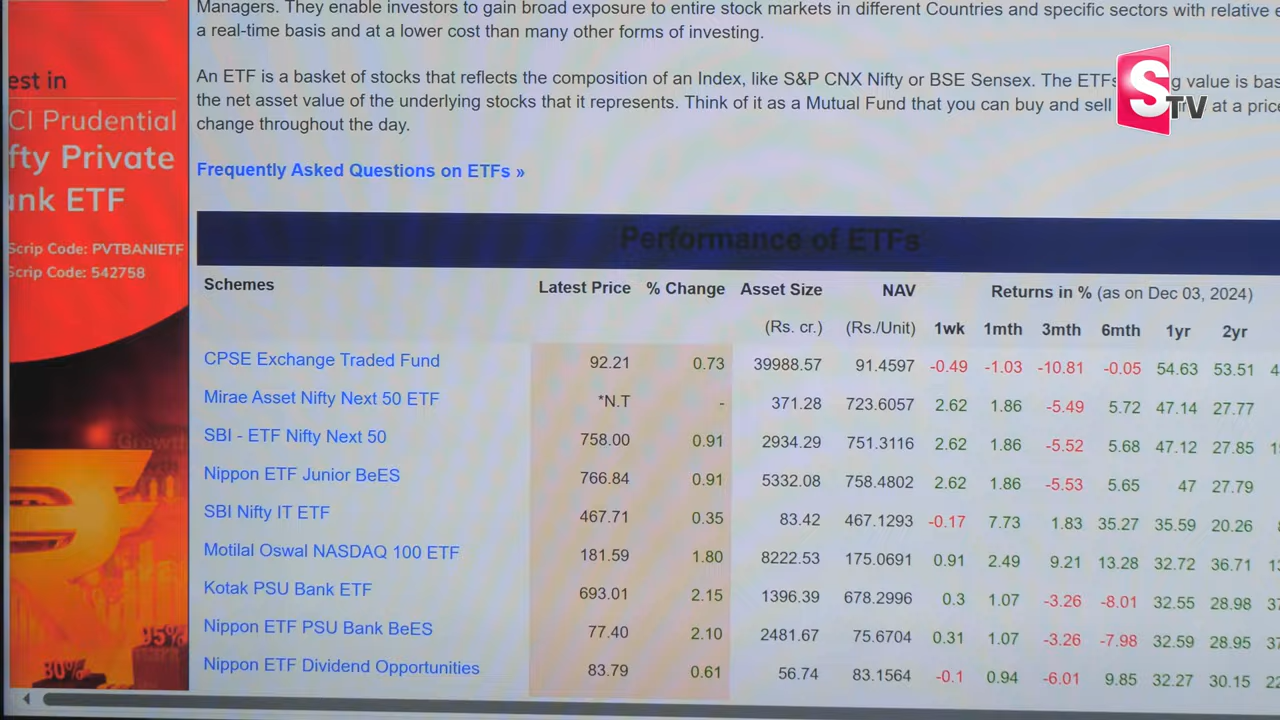 Managers. They enable investors to gain broad exposure to entire stock markets in different Countries and specific sectors with relative
a real-time basis and at a lower cost than many other forms of investing.
An ETF is a basket of stocks that reflects the composition of an Index, like S&P CNX Nifty or BSE Sensex. The ETFs value is bas
the net asset value of the underlying stocks that it represents. Think of it as a Mutual Fund that you can buy and sell at a price
change throughout the day.
STV
Frequently Asked Questions on ETFs »
est in
CI Prudential
fty Private
ank ETF
Scrip Code: PVTBANIETF
Scrip Code: 542758
Growth
95%
80%
Performance of ETFs
Schemes Latest Price % Change Asset Size NAV Returns in % (as on Dec 03, 2024)
(Rs. cr.) (Rs./Unit) 1wk 1mth 3mth 6mth 1yr 2yr
CPSE Exchange Traded Fund 92.21 0.73 39988.57 91.4597 -0.49 -1.03 -10.81 -0.05 54.63 53.51 4
Mirae Asset Nifty Next 50 ETF *N.T - 371.28 723.6057 2.62 1.86 -5.49 5.72 47.14 27.77
SBI - ETF Nifty Next 50 758.00 0.91 2934.29 751.3116 2.62 1.86 -5.52 5.68 47.12 27.85 1
Nippon ETF Junior BeES 766.84 0.91 5332.08 758.4802 2.62 1.86 -5.53 5.65 47 27.79
SBI Nifty IT ETF 467.71 0.35 83.42 467.1293 -0.17 7.73 1.83 35.27 35.59 20.26
Motilal Oswal NASDAQ 100 ETF 181.59 1.80 8222.53 175.0691 0.91 2.49 9.21 13.28 32.72 36.71 13
Kotak PSU Bank ETF 693.01 2.15 1396.39 678.2996 0.3 1.07 -3.26 -8.01 32.55 28.98 37
Nippon ETF PSU Bank BeES 77.40 2.10 2481.67 75.6704 0.31 1.07 -3.26 -7.98 32.59 28.95 37
Nippon ETF Dividend Opportunities 83.79 0.61 56.74 83.1564 -0.1 0.94 -6.01 9.85 32.27 30.15 22